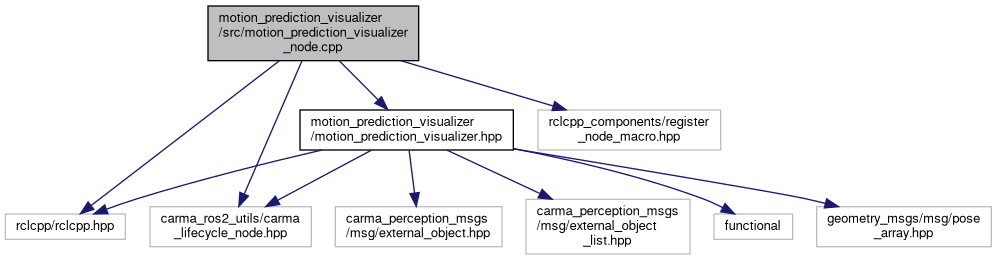 motion_prediction_visualizer
/src/motion_prediction_visualizer
_node.cpp
motion_prediction_visualizer
/motion_prediction_visualizer.hpp
rclcpp_components/register
_node_macro.hpp
rclcpp/rclcpp.hpp
carma_ros2_utils/carma
_lifecycle_node.hpp
carma_perception_msgs
/msg/external_object.hpp
carma_perception_msgs
/msg/external_object
_list.hpp
functional
geometry_msgs/msg/pose
_array.hpp